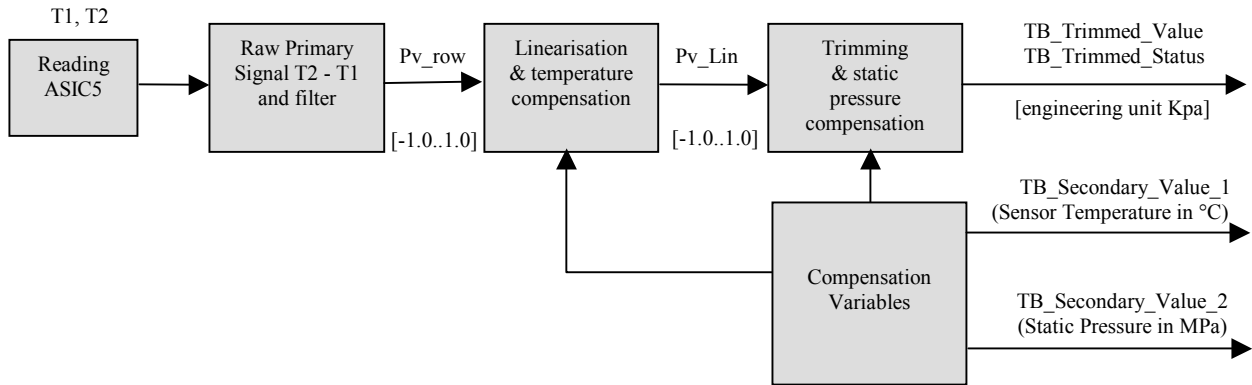 T1, T2
Reading
ASIC5
Raw Primary
Signal T2 - T1
and filter
Pv_row
[-1.0..1.0]
Linearisation
& temperature
compensation
Pv_Lin
[-1.0..1.0]
Trimming
& static
pressure
compensation
TB_Trimmed_Value
TB_Trimmed_Status
[engineering unit Kpa]
Compensation
Variables
TB_Secondary_Value_1
(Sensor Temperature in °C)
TB_Secondary_Value_2
(Static Pressure in MPa)